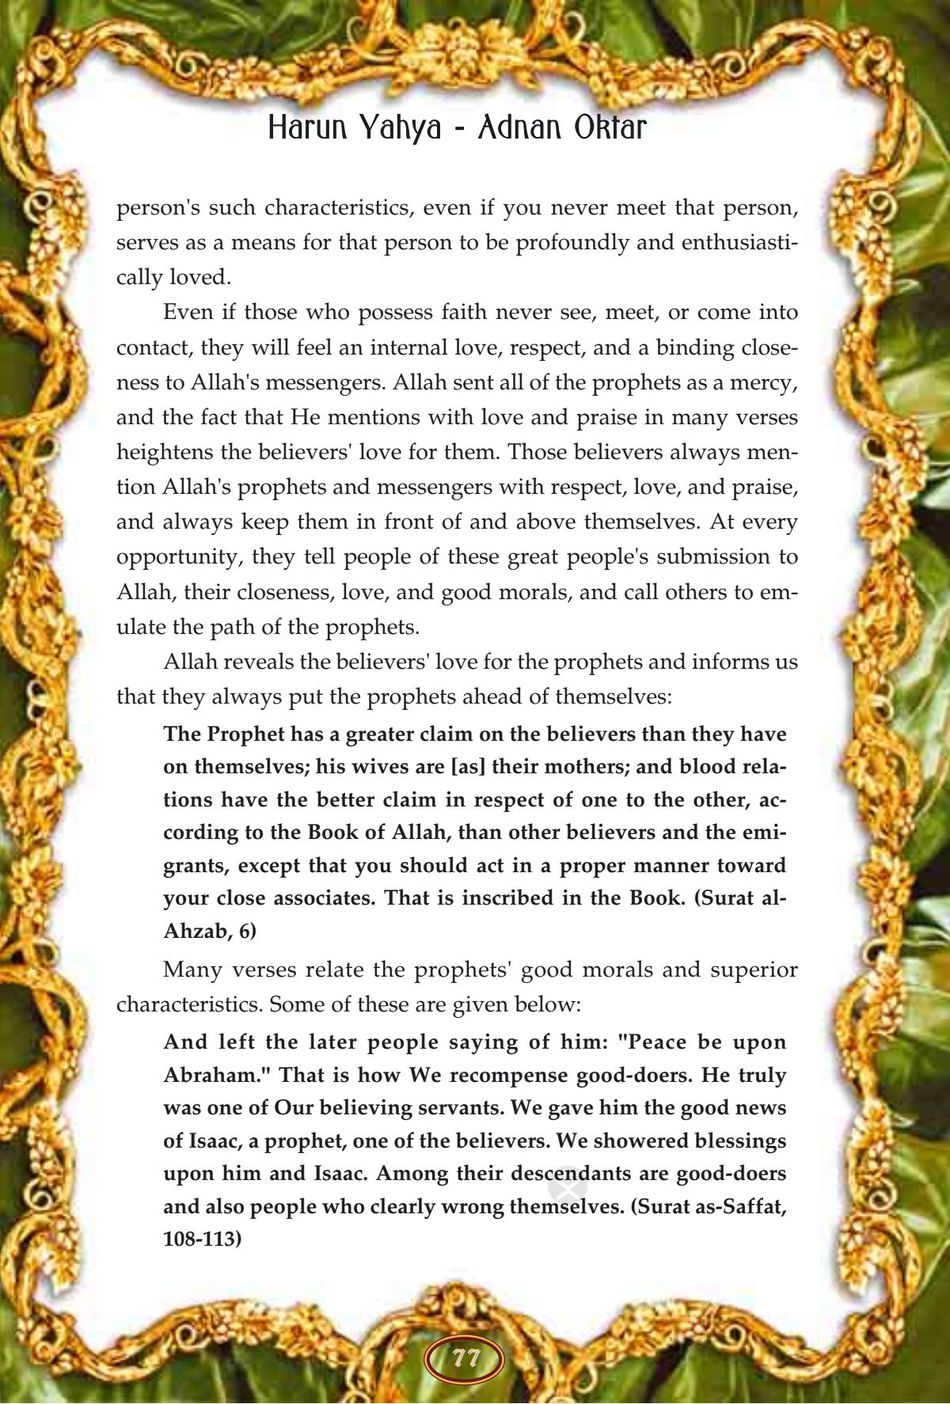 Harun Yahya - Adnan Oktar
person's such characteristics, even if you never meet that person,
serves as a means for that person to be profoundly and enthusiasti-
cally loved.
Even if those who possess faith never see, meet, or come into
contact, they will feel an internal love, respect, and a binding close-
ness to Allah's messengers. Allah sent all of the prophets as a mercy,
and the fact that He mentions with love and praise in many verses
heightens the believers' love for them. Those believers always men-
tion Allah's prophets and messengers with respect, love, and praise,
and always keep them in front of and above themselves. At every
opportunity, they tell people of these great people's submission to
Allah, their closeness, love, and good morals, and call others to em-
ulate the path of the prophets.
Allah reveals the believers' love for the prophets and informs us
that they always put the prophets ahead of themselves:
The Prophet has a greater claim on the believers than they have
on themselves; his wives are [as] their mothers; and blood rela-
tions have the better claim in respect of one to the other, ac-
cording to the Book of Allah, than other believers and the emi-
grants, except that you should act in a proper manner toward
your close associates. That is inscribed in the Book. (Surat al-
Ahzab, 6)
Many verses relate the prophets' good morals and superior
characteristics. Some of these are given below:
And left the later people saying of him: "Peace be upon
Abraham." That is how We recompense good-doers. He truly
was one of Our believing servants. We gave him the good news
of Isaac, a prophet, one of the believers. We showered blessings
upon him and Isaac. Among their descendants are good-doers
and also people who clearly wrong themselves. (Surat as-Saffat,
108-113)
77